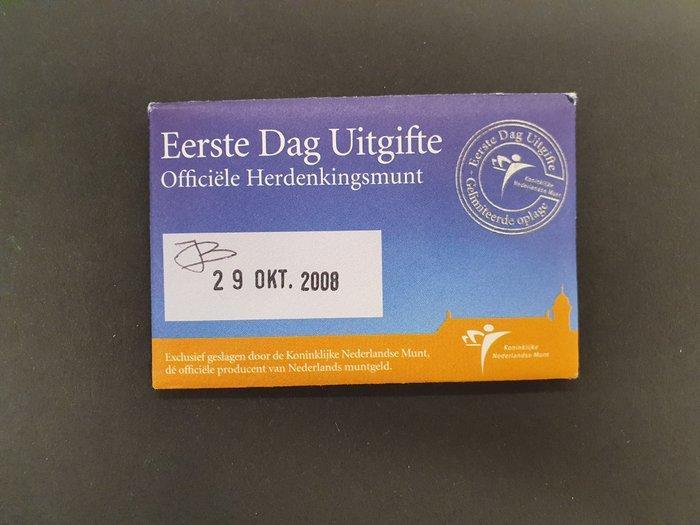 Eerste Dag Uitgifte
Officiële Herdenkingsmunt
Eerste Dag Uitgifte
Koninklijke
Nederlandse Munt
Gelimiteerde oplage
JB
29 OKT. 2008
Exclusief geslagen door de Koninklijke Nederlandse Munt,
dé officiële producent van Nederlands muntgeld.
Koninklijke
Nederlandse Munt